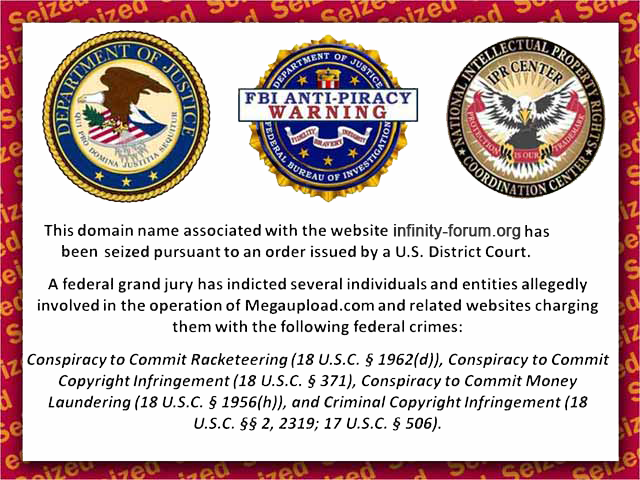 Seized Seized Seized Seized
DEPARTMENT OF JUSTICE
QUI PRO DOMINA JUSTITIA SEQUITUR
DEPARTMENT OF JUSTICE
FBI ANTI-PIRACY
WARNING
FIDELITY BRAVERY INTEGRITY
FEDERAL BUREAU OF INVESTIGATION
NATIONAL INTELLECTUAL PROPERTY RIGHTS
IPR CENTER
PROTECTION IS OUR TRADEMARK
COORDINATION CENTER
This domain name associated with the website infinity-forum.org has
been seized pursuant to an order issued by a U.S. District Court.
A federal grand jury has indicted several individuals and entities allegedly
involved in the operation of Megaupload.com and related websites charging
them with the following federal crimes:
Conspiracy to Commit Racketeering (18 U.S.C. § 1962(d)), Conspiracy to Commit
Copyright Infringement (18 U.S.C. § 371), Conspiracy to Commit Money
Laundering (18 U.S.C. § 1956(h)), and Criminal Copyright Infringement (18
U.S.C. §§ 2, 2319; 17 U.S.C. § 506).
Seized Seized Seized Seized